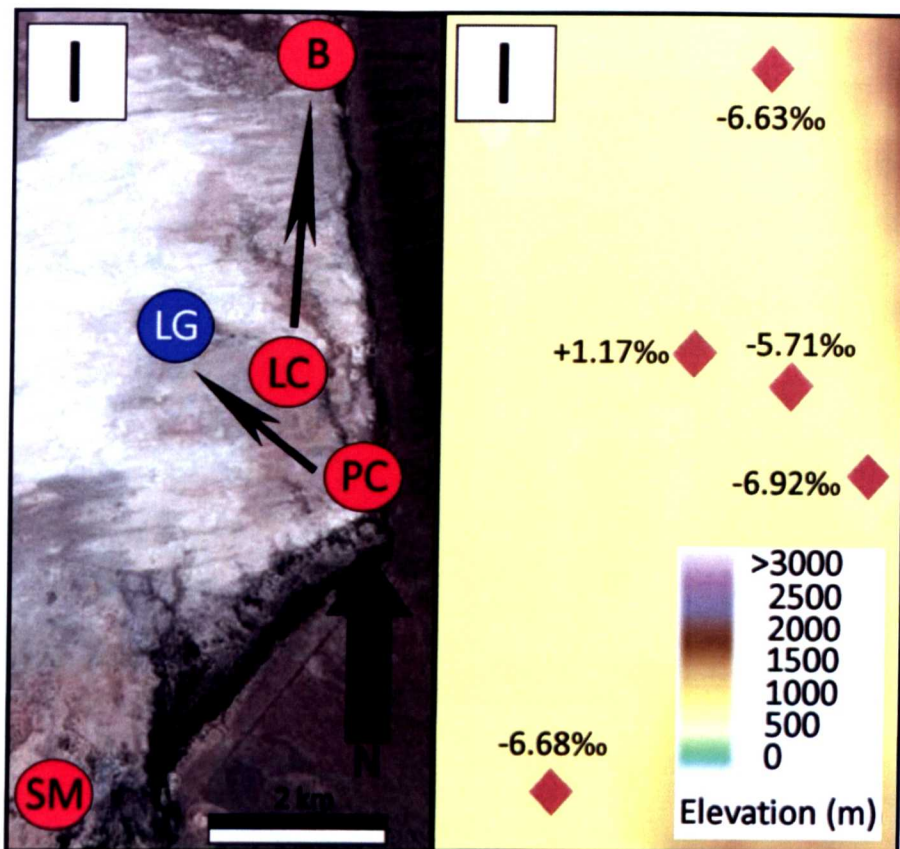 I
B
LG
LC
PC
SM
N
2 km
I
-6.63‰
+1.17‰
-5.71‰
-6.92‰
-6.68‰
>3000
2500
2000
1500
1000
500
0
Elevation (m)